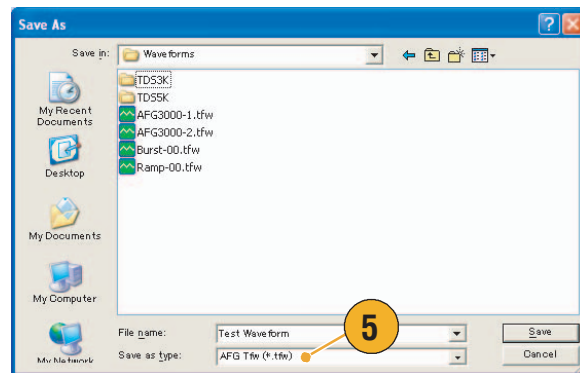 Save As
Save in:
Waveforms
TDS3K
TDS5K
AFG3000-1.tfw
AFG3000-2.tfw
Burst-00.tfw
Ramp-00.tfw
My Recent
Documents
Desktop
My Documents
My Computer
My Network
File name:
Test Waveform
5
Save
Save as type:
AFG Tfw (*.tfw)
Cancel